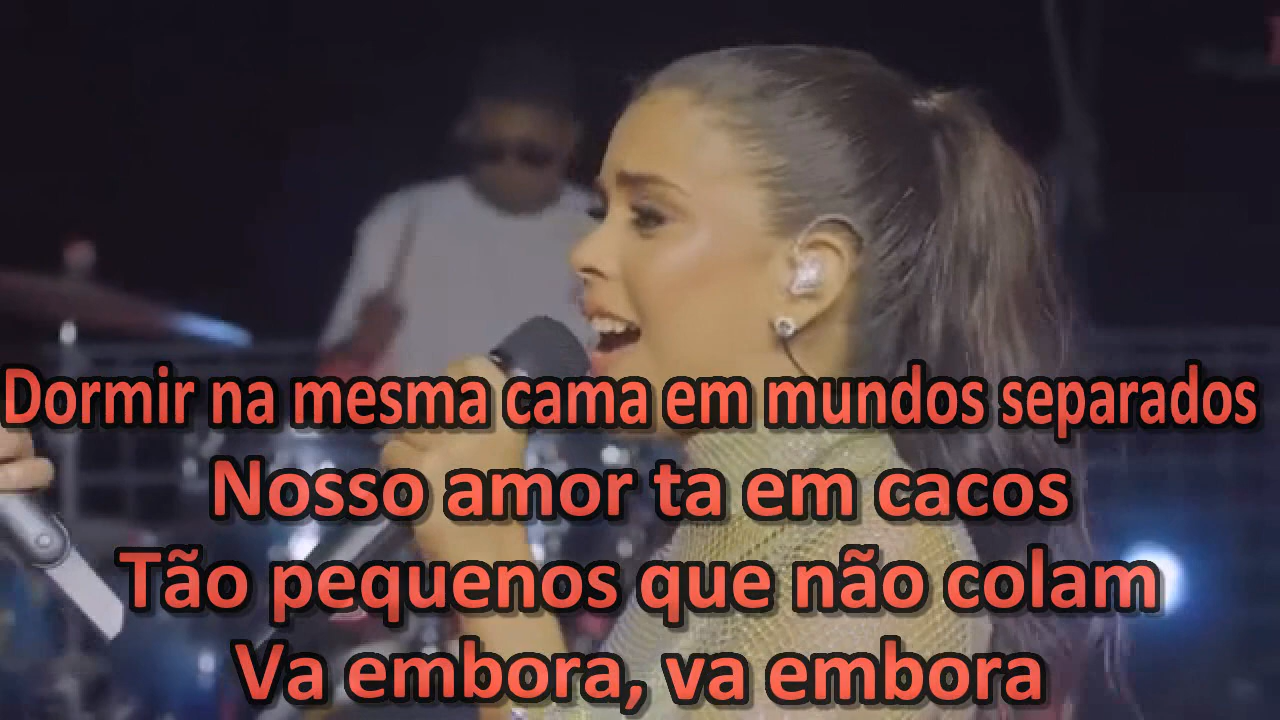 Dormir na mesma cama em mundos separados
Nosso amor ta em cacos
Tão pequenos que não colam
Va embora, va embora